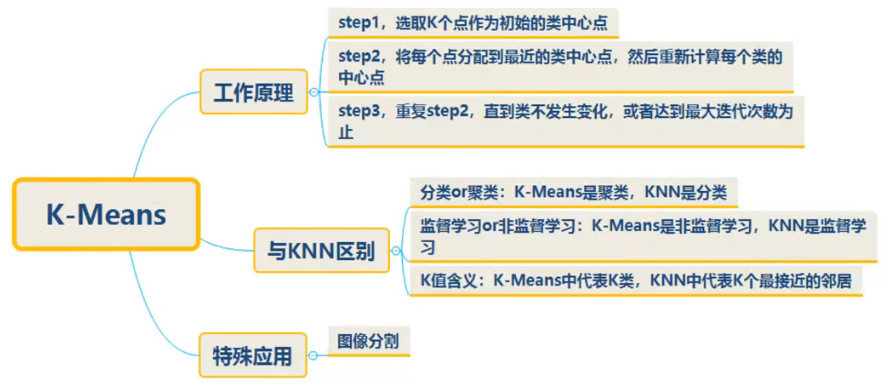 K-Means
工作原理
step1，选取K个点作为初始的类中心点
step2，将每个点分配到最近的类中心点，然后重新计算每个类的
中心点
step3，重复step2，直到类不发生变化，或者达到最大迭代次数为
止
与KNN区别
分类or聚类：K-Means是聚类，KNN是分类
监督学习or非监督学习：K-Means是非监督学习，KNN是监督学
习
K值含义：K-Means中代表K类，KNN中代表K个最接近的邻居
特殊应用
图像分割